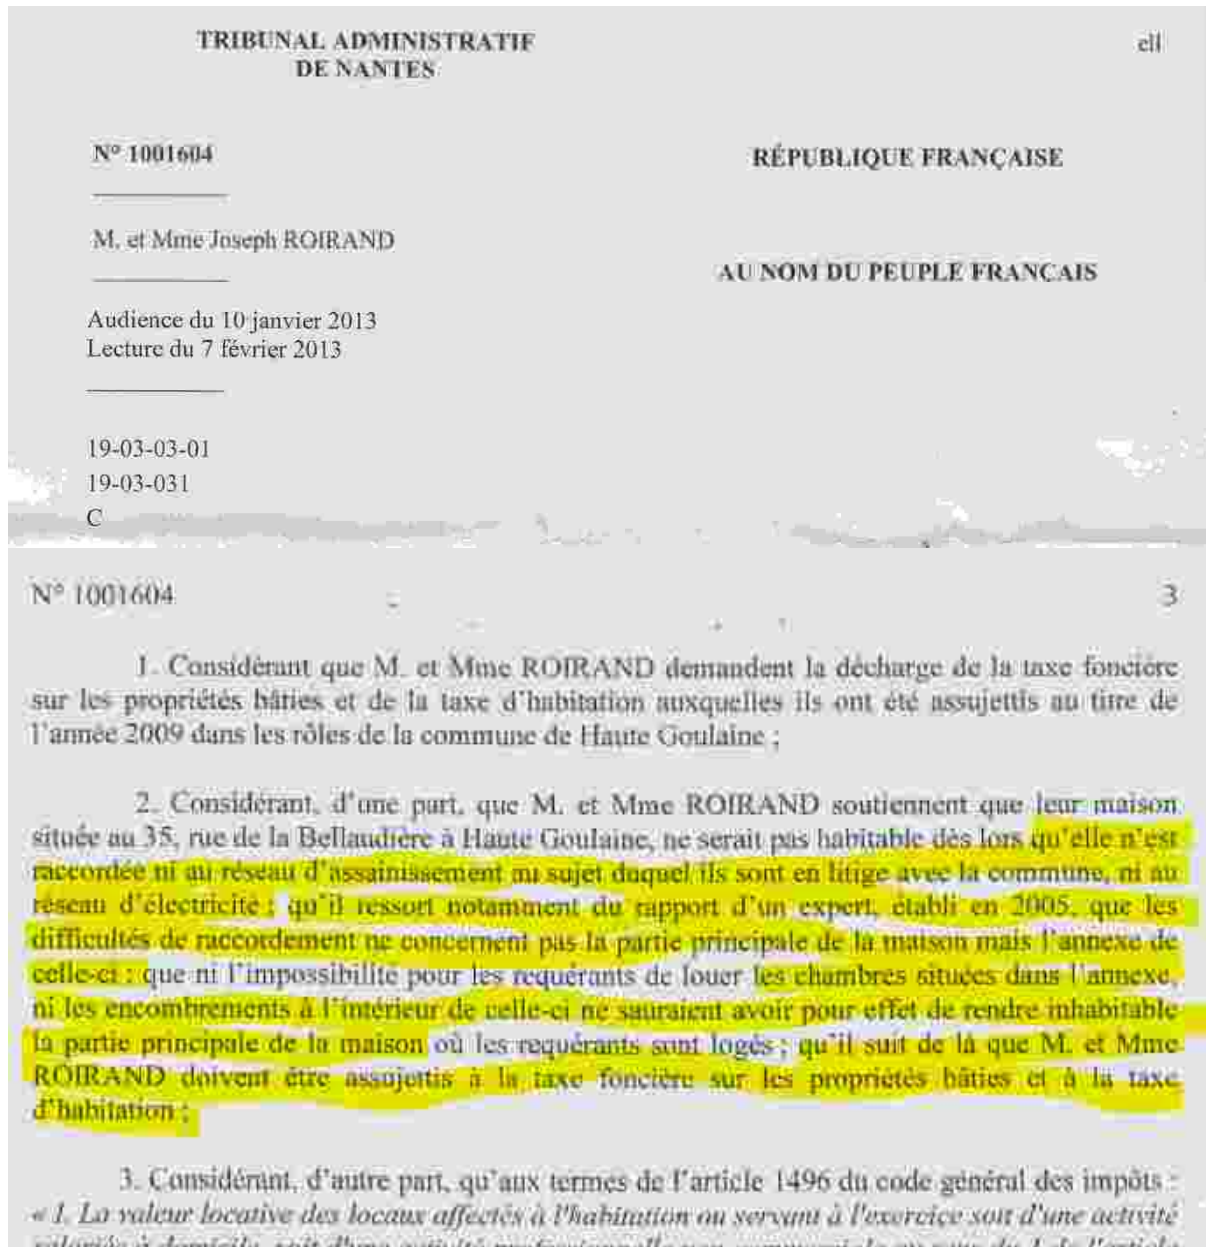 TRIBUNAL ADMINISTRATIF
DE NANTES
ell
N° 1001604
RÉPUBLIQUE FRANÇAISE
M. et Mme Joseph ROIRAND
AU NOM DU PEUPLE FRANCAIS
Audience du 10 janvier 2013
Lecture du 7 février 2013
19-03-03-01
19-03-031
C
N° 1001604
3
1. Considérant que M. et Mme ROIRAND demandent la décharge de la taxe foncière
sur les propriétés bâties et de la taxe d'habitation auxquelles ils ont été assujettis au titre de
l'année 2009 dans les rôles de la commune de Haute Goulaine ;
2. Considérant, d'une part, que M. et Mme ROIRAND soutiennent que leur maison
située au 35, rue de la Bellaudière à Haute Goulaine, ne serait pas habitable dès lors qu'elle n'est
raccordée ni au réseau d'assainissement au sujet duquel ils sont en litige avec la commune, ni au
réseau d'électricité ; qu'il ressort notamment du rapport d'un expert, établi en 2005, que les
difficultés de raccordement ne concernent pas la partie principale de la maison mais l'annexe de
celle-ci ; que ni l'impossibilité pour les requérants de louer les chambres situées dans l'annexe,
ni les encombrements à l'intérieur de celle-ci ne sauraient avoir pour effet de rendre inhabitable
la partie principale de la maison où les requérants sont logés ; qu'il suit de là que M. et Mme
ROIRAND doivent être assujettis à la taxe foncière sur les propriétés bâties et à la taxe
d'habitation ;
3. Considérant, d'autre part, qu'aux termes de l'article 1496 du code général des impôts :
« I. La valeur locative des locaux affectés à l'habitation ou servant à l'exercice soit d'une activité